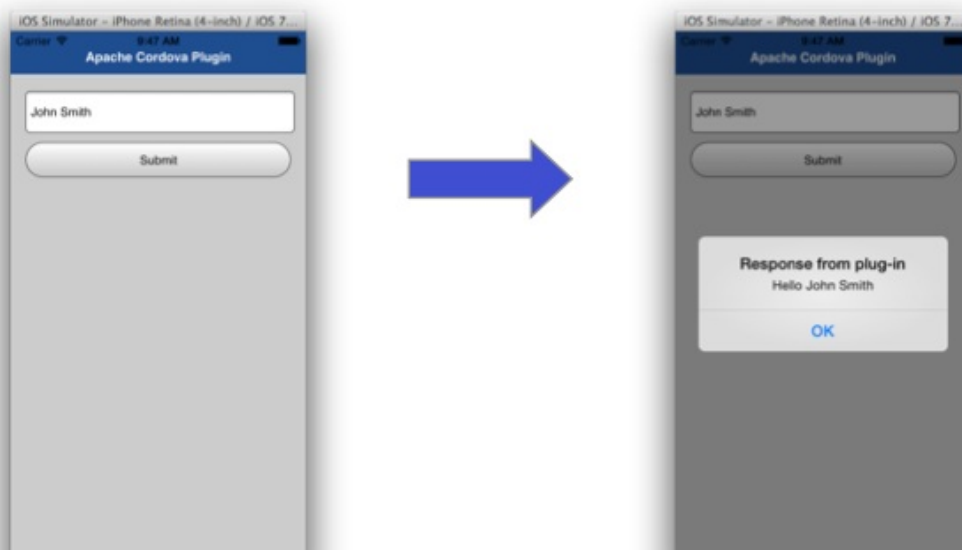 iOS Simulator - iPhone Retina (4-inch) / iOS 7...
Carrier 9:47 AM
Apache Cordova Plugin
John Smith
Submit
iOS Simulator - iPhone Retina (4-inch) / iOS 7...
Carrier 9:47 AM
Apache Cordova Plugin
John Smith
Submit
Response from plug-in
Hello John Smith
OK